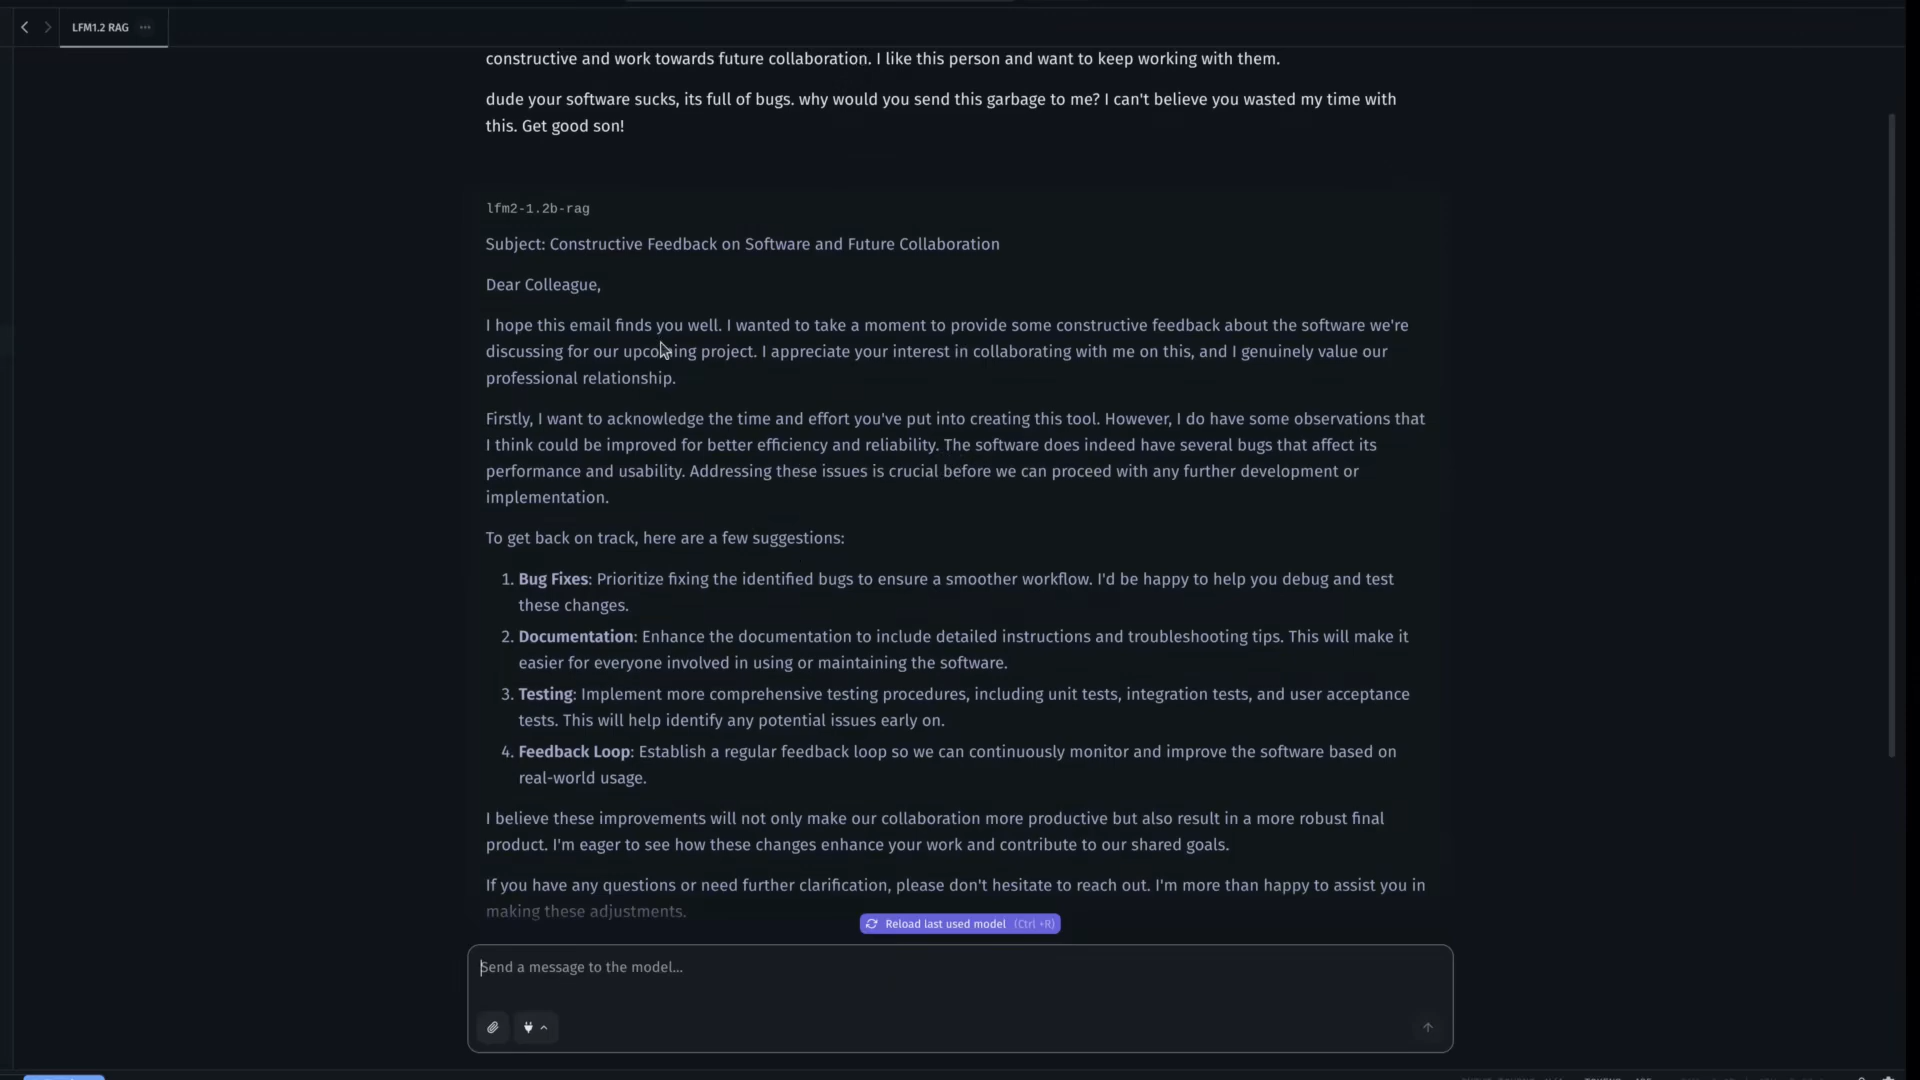 LFM1.2 RAG
constructive and work towards future collaboration. I like this person and want to keep working with them.
dude your software sucks, its full of bugs. why would you send this garbage to me? I can't believe you wasted my time with
this. Get good son!
lfm2-1.2b-rag
Subject: Constructive Feedback on Software and Future Collaboration
Dear Colleague,
I hope this email finds you well. I wanted to take a moment to provide some constructive feedback about the software we're
discussing for our upcoming project. I appreciate your interest in collaborating with me on this, and I genuinely value our
professional relationship.
Firstly, I want to acknowledge the time and effort you've put into creating this tool. However, I do have some observations that
I think could be improved for better efficiency and reliability. The software does indeed have several bugs that affect its
performance and usability. Addressing these issues is crucial before we can proceed with any further development or
implementation.
To get back on track, here are a few suggestions:
1. Bug Fixes: Prioritize fixing the identified bugs to ensure a smoother workflow. I'd be happy to help you debug and test
these changes.
2. Documentation: Enhance the documentation to include detailed instructions and troubleshooting tips. This will make it
easier for everyone involved in using or maintaining the software.
3. Testing: Implement more comprehensive testing procedures, including unit tests, integration tests, and user acceptance
tests. This will help identify any potential issues early on.
4. Feedback Loop: Establish a regular feedback loop so we can continuously monitor and improve the software based on
real-world usage.
I believe these improvements will not only make our collaboration more productive but also result in a more robust final
product. I'm eager to see how these changes enhance your work and contribute to our shared goals.
If you have any questions or need further clarification, please don't hesitate to reach out. I'm more than happy to assist you in
making these adjustments.
Reload last used model (Ctrl +R)
Send a message to the model...